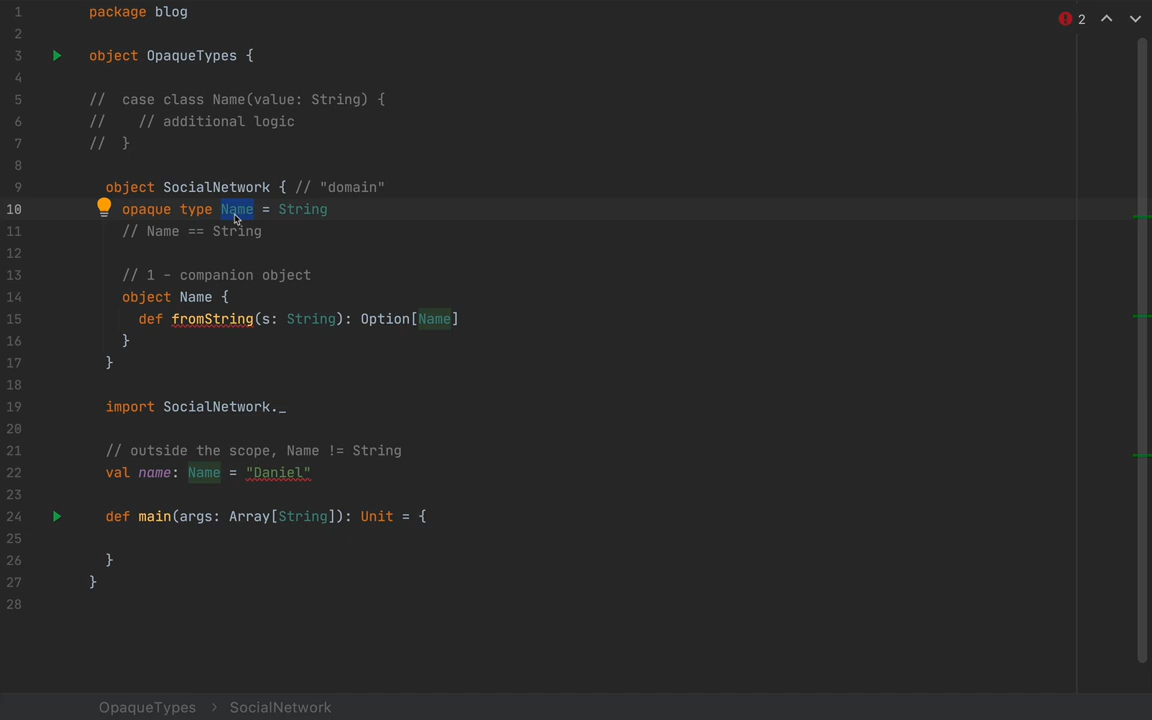 2
1 package blog
2
3 object OpaqueTypes {
4
5 //  case class Name(value: String) {
6 //    // additional logic
7 //  }
8
9 object SocialNetwork { // "domain"
10 opaque type Name = String
11 // Name == String
12
13 // 1 - companion object
14 object Name {
15 def fromString(s: String): Option[Name]
16 }
17 }
18
19 import SocialNetwork._
20
21 // outside the scope, Name != String
22 val name: Name = "Daniel"
23
24 def main(args: Array[String]): Unit = {
25
26 }
27 }
28
OpaqueTypes > SocialNetwork